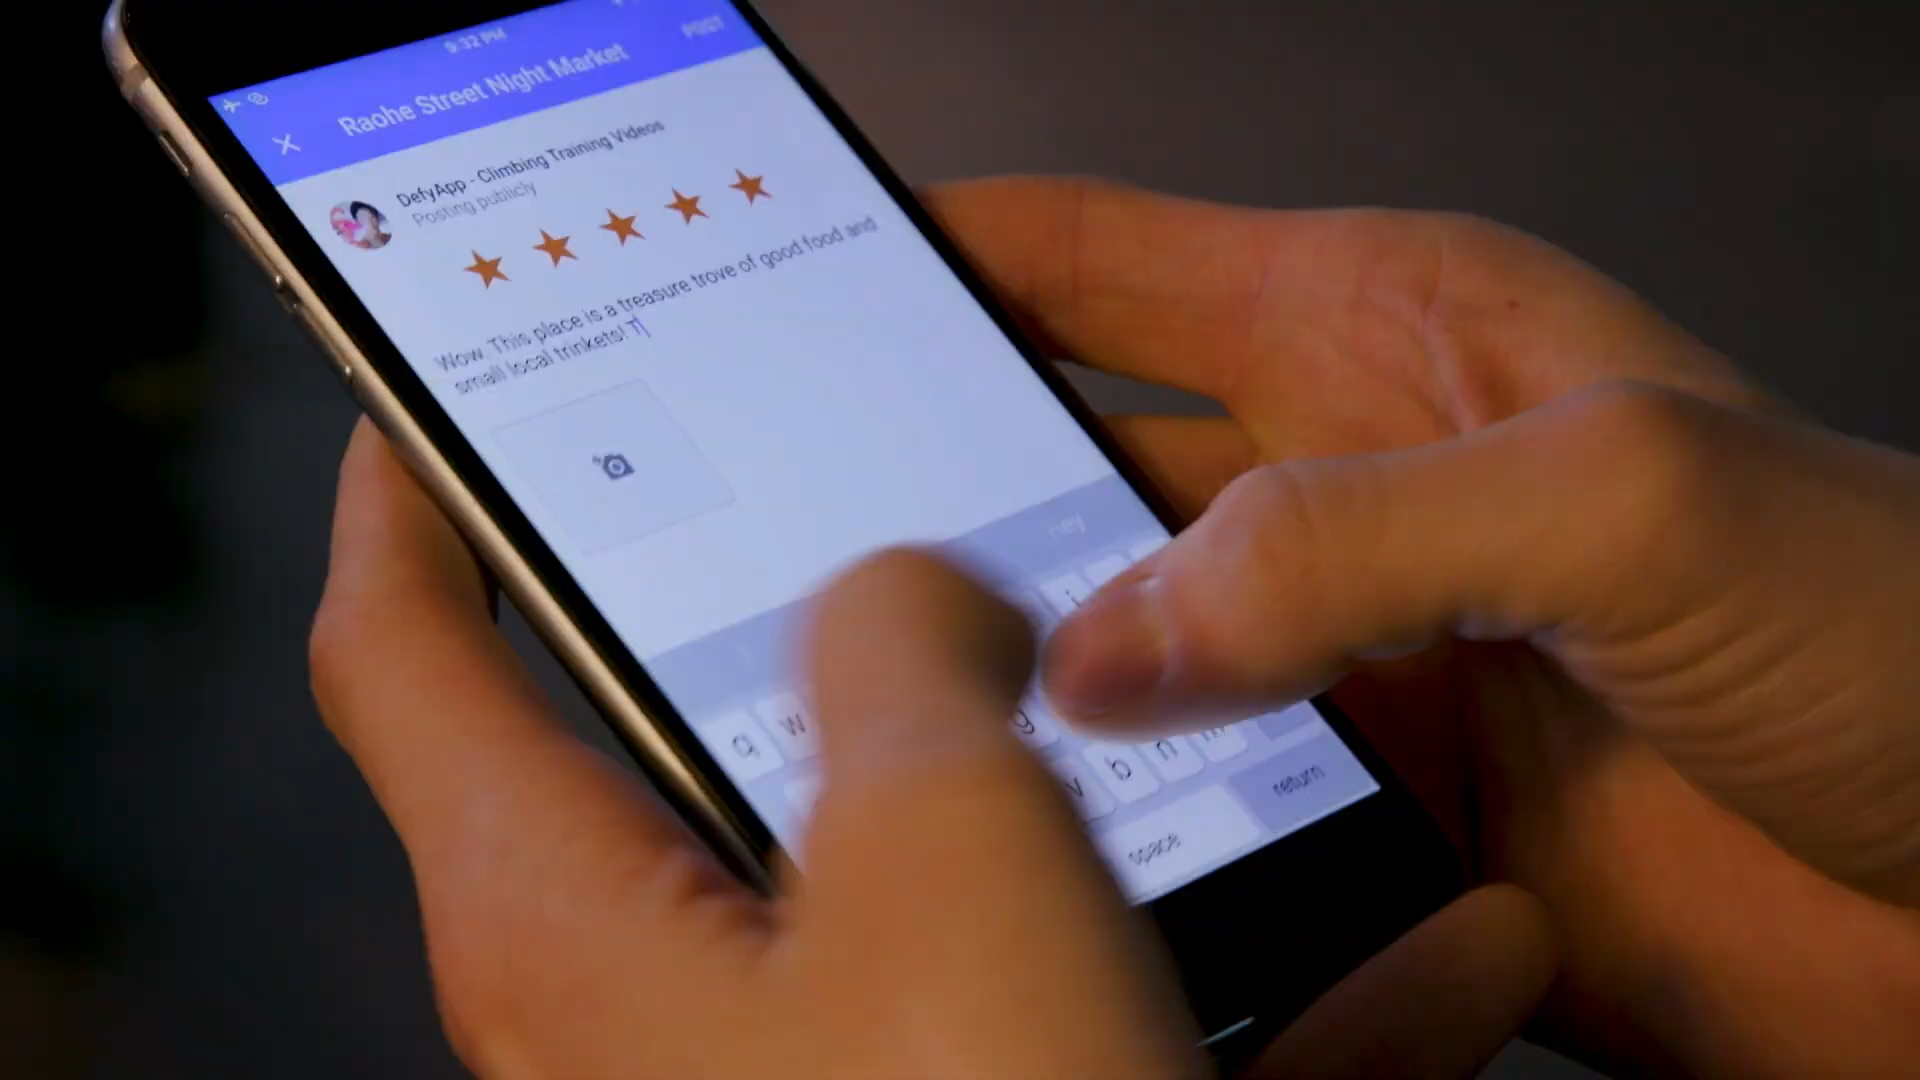 9:32 PM
Raohe Street Night Market
POST
DefyApp - Climbing Training Videos
Posting publicly
Wow. This place is a treasure trove of good food and
small local trinkets! T
q w
g
v b n m
space
return